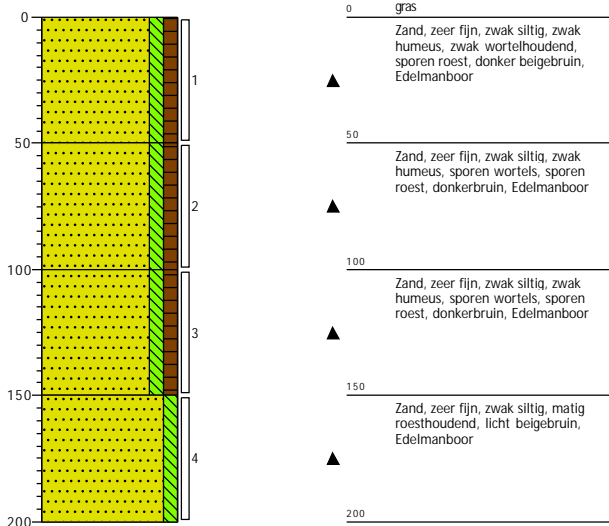 0
50
100
150
200
1
2
3
4
0
gras
Zand, zeer fijn, zwak siltig, zwak
humeus, zwak wortelhoudend,
sporen roest, donker beigebruin,
Edelmanboor
50
Zand, zeer fijn, zwak siltig, zwak
humeus, sporen wortels, sporen
roest, donkerbruin, Edelmanboor
100
Zand, zeer fijn, zwak siltig, zwak
humeus, sporen wortels, sporen
roest, donkerbruin, Edelmanboor
150
Zand, zeer fijn, zwak siltig, matig
roesthoudend, licht beigebruin,
Edelmanboor
200